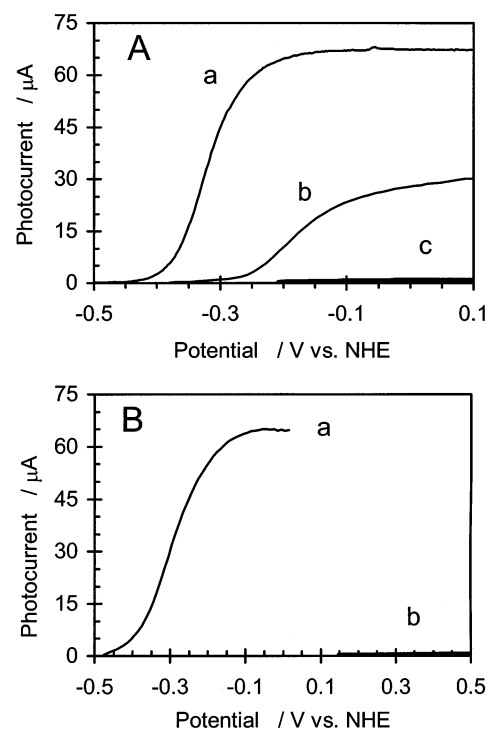 75
A
a
60
45
b
30
15
c
0
-0.5 -0.3 -0.1 0.1
Photocurrent / μA
Potential / V vs. NHE
75
B
a
60
45
30
15
b
0
-0.5 -0.3 -0.1 0.1 0.3 0.5
Photocurrent / μA
Potential / V vs. NHE